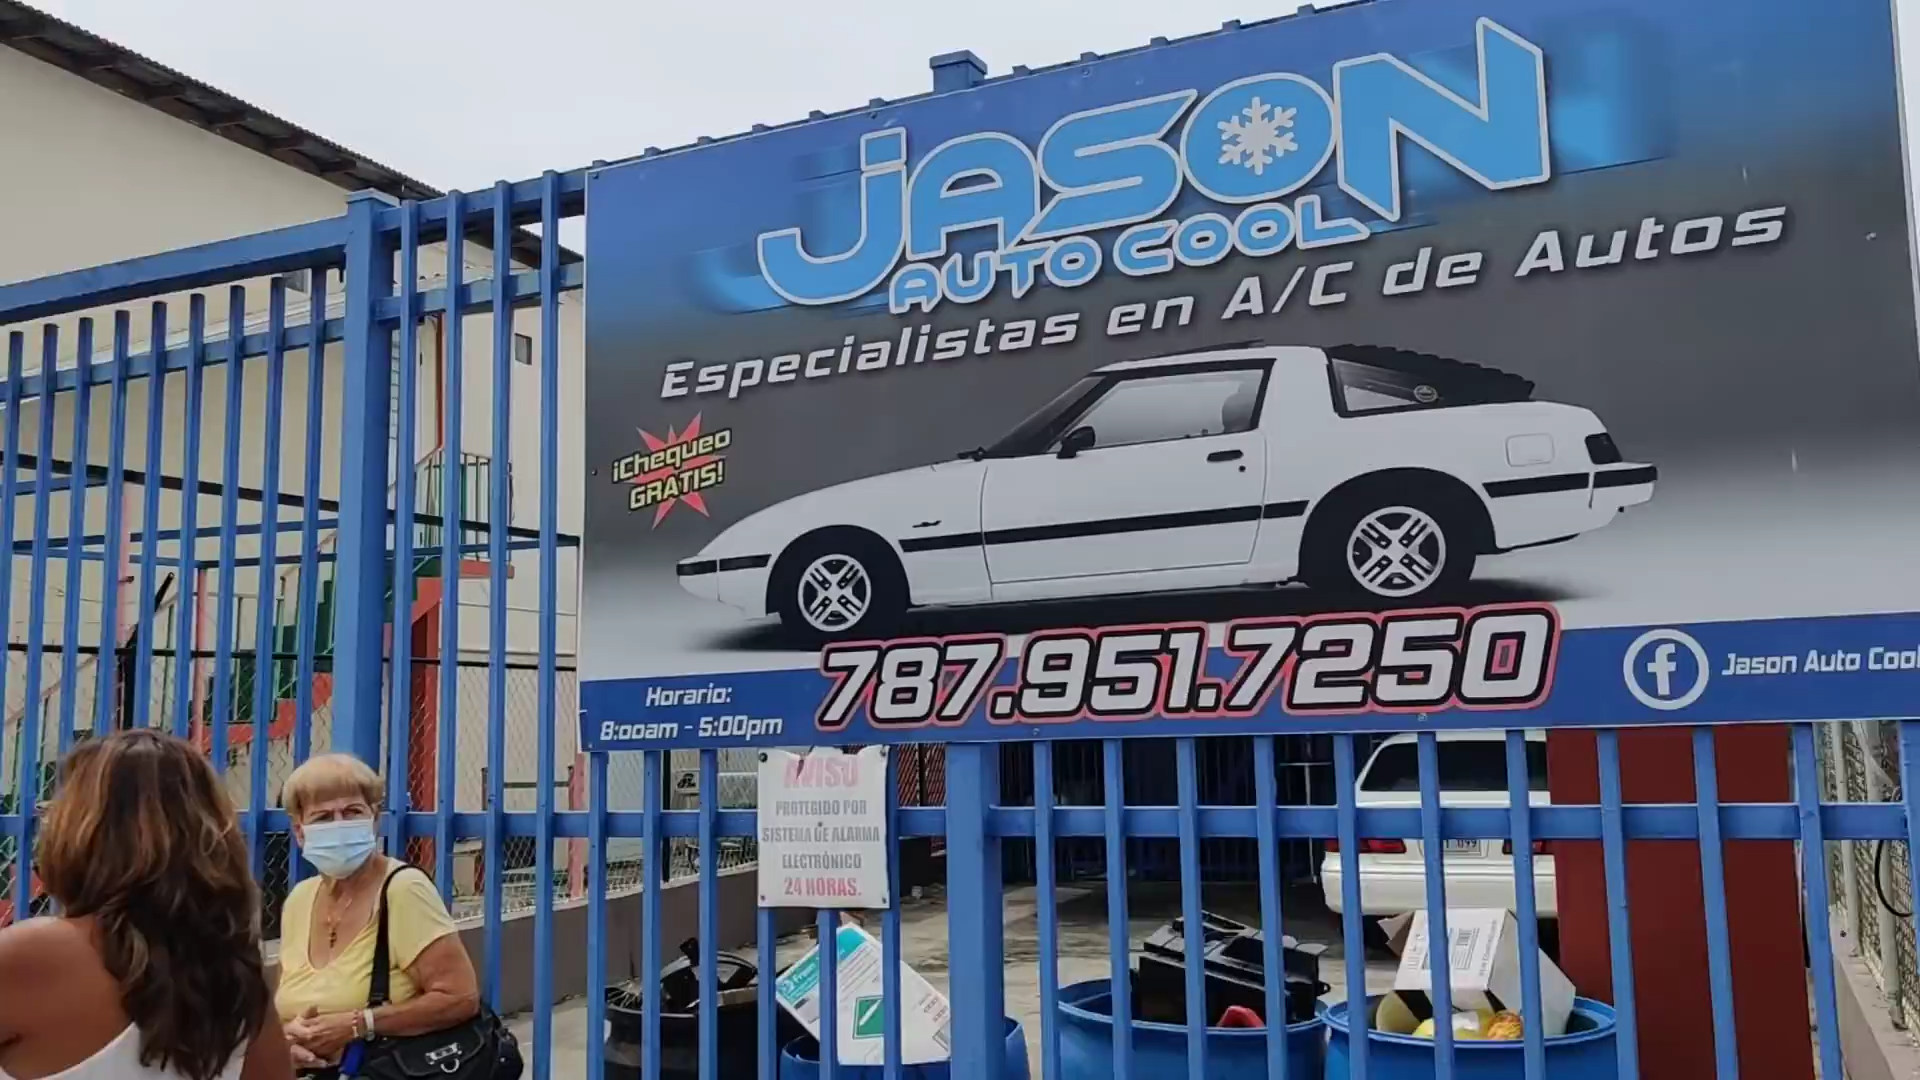 JASON
AUTO COOL
Especialistas en A/C de Autos
¡Chequeo
GRATIS!
787.951.7250
Horario:
8:00am - 5:00pm
Jason Auto Cool
AVISO
PROTEGIDO POR
SISTEMA DE ALARMA
ELECTRÓNICO
24 HORAS.